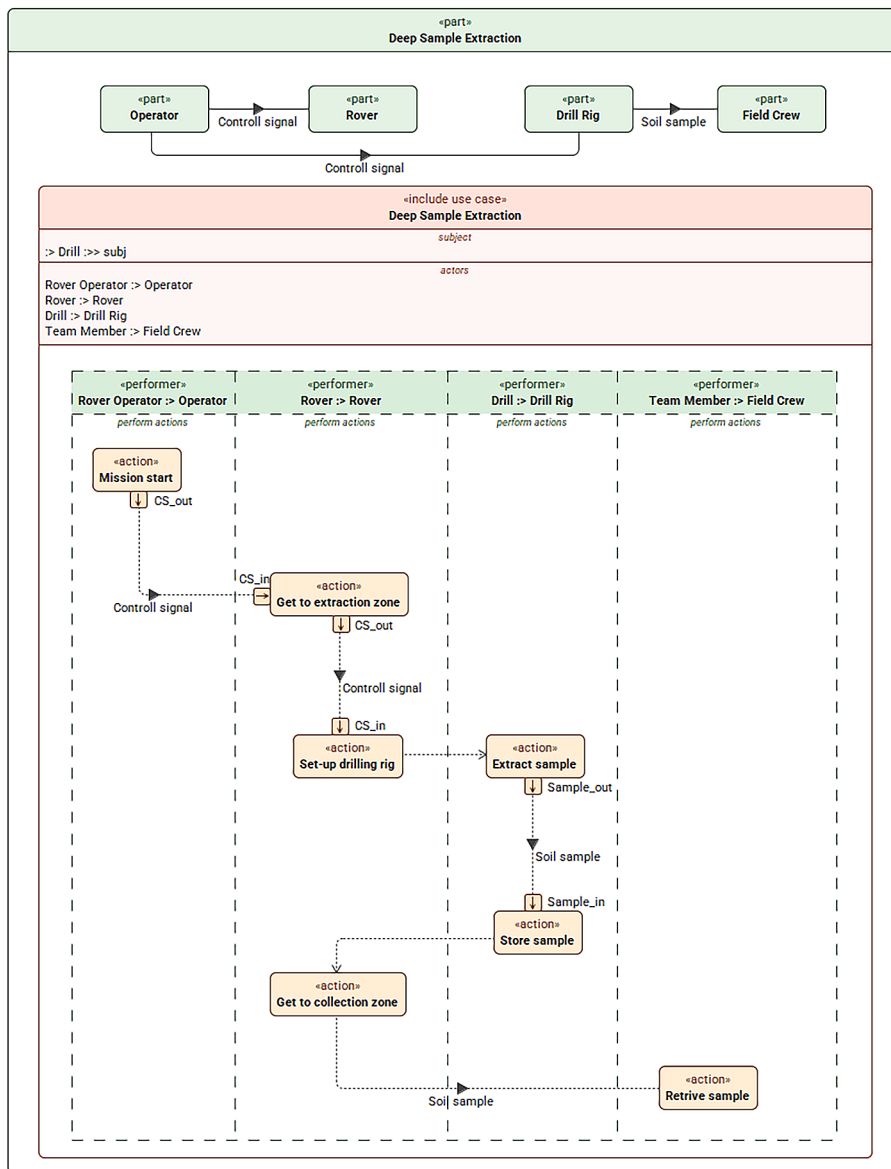 «part»
Deep Sample Extraction
«part»
Operator
Controll signal
«part»
Rover
«part»
Drill Rig
Soil sample
«part»
Field Crew
Controll signal
«include use case»
Deep Sample Extraction
subject
:> Drill :>> subj
actors
Rover Operator :> Operator
Rover :> Rover
Drill :> Drill Rig
Team Member :> Field Crew
«performer»
Rover Operator :> Operator
perform actions
«performer»
Rover :> Rover
perform actions
«performer»
Drill :> Drill Rig
perform actions
«performer»
Team Member :> Field Crew
perform actions
«action»
Mission start
CS_out
Controll signal
CS_in
«action»
Get to extraction zone
CS_out
Controll signal
CS_in
«action»
Set-up drilling rig
«action»
Extract sample
Sample_out
Soil sample
Sample_in
«action»
Store sample
«action»
Get to collection zone
Soil sample
«action»
Retrive sample